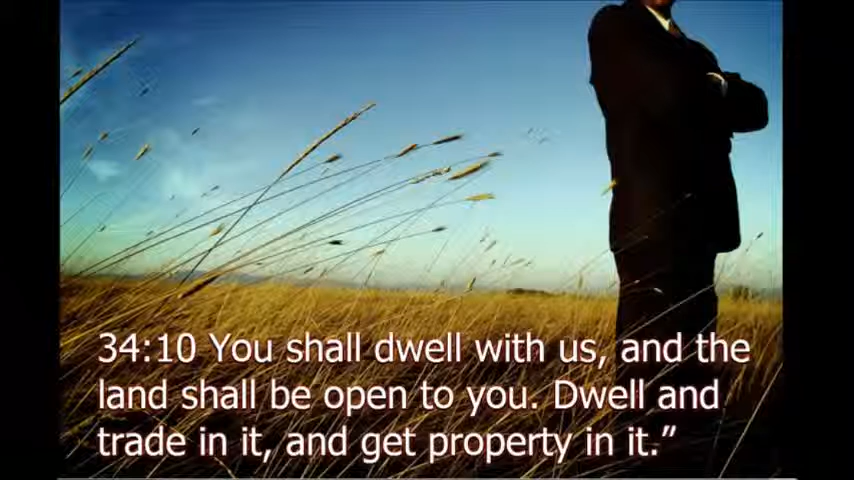 34:10 You shall dwell with us, and the
land shall be open to you. Dwell and
trade in it, and get property in it.”